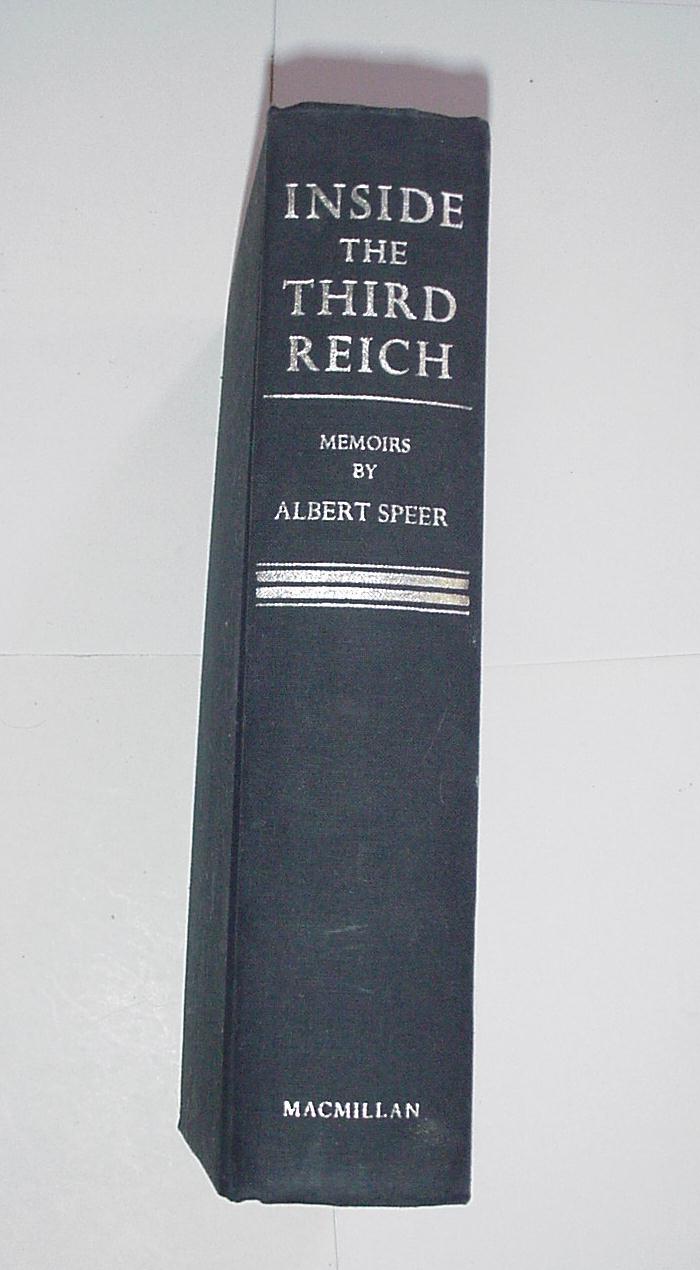 INSIDE
THE
THIRD
REICH
MEMOIRS
BY
ALBERT SPEER
MACMILLAN